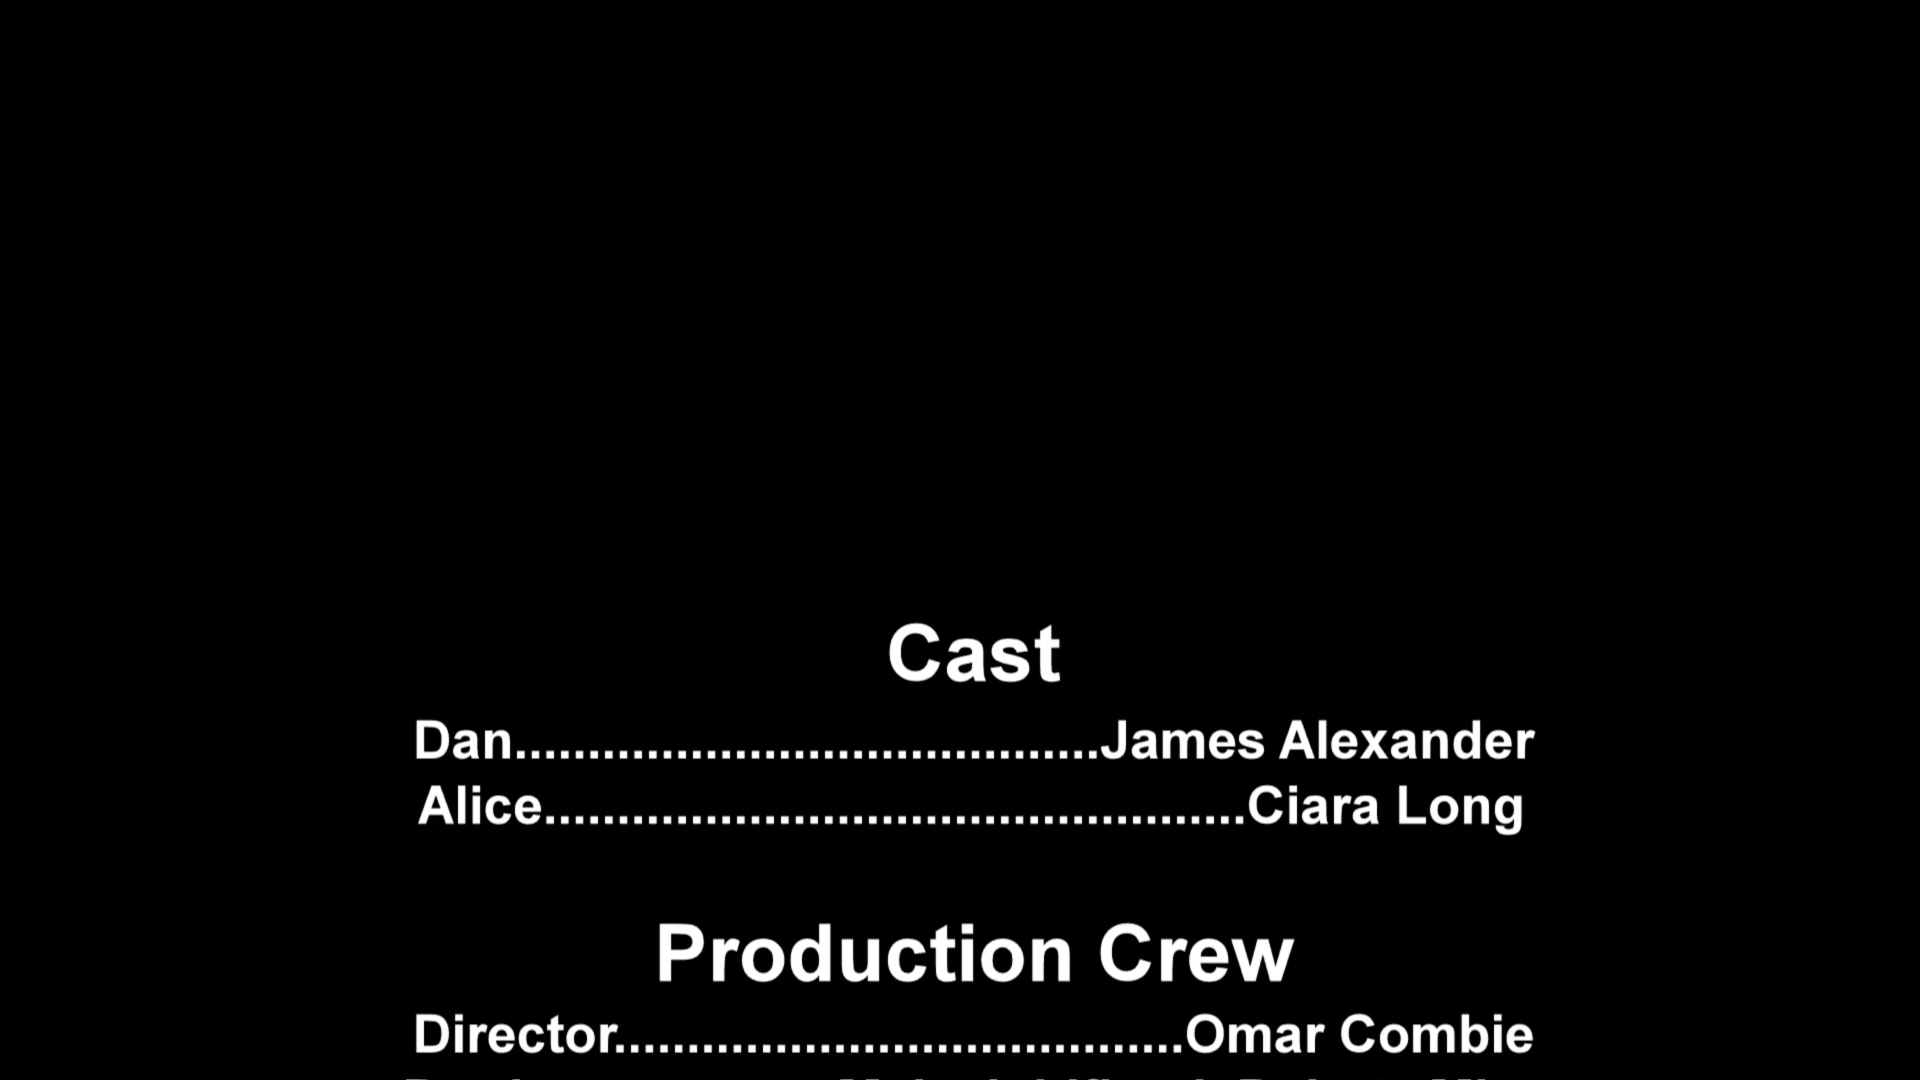 Cast
Dan........................................James Alexander
Alice................................................Ciara Long
Production Crew
Director.......................................Omar Combie